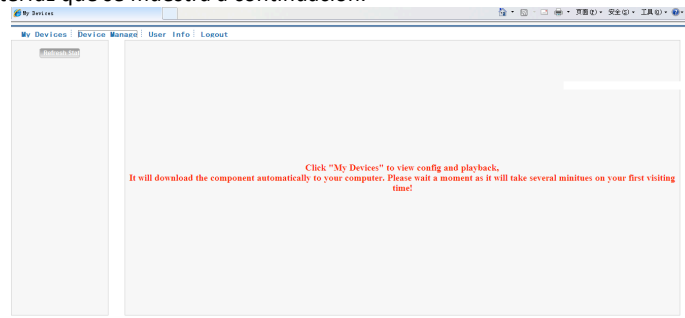 que se muestra a continuación.
My Devices
页面(P) 安全(S) 工具(O)
My Devices Device Manage User Info Logout
Refresh Stat
Click "My Devices" to view config and playback.
It will download the component automatically to your computer. Please wait a moment as it will take several minitues on your first visiting
time!